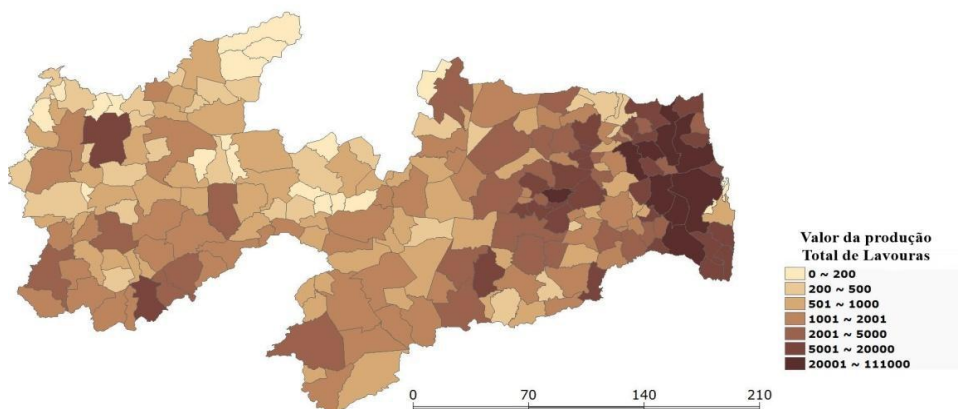 Valor da produção
Total de Lavouras
0 ~ 200
200 ~ 500
501 ~ 1000
1001 ~ 2001
2001 ~ 5000
5001 ~ 20000
20001 ~ 111000
0 70 140 210